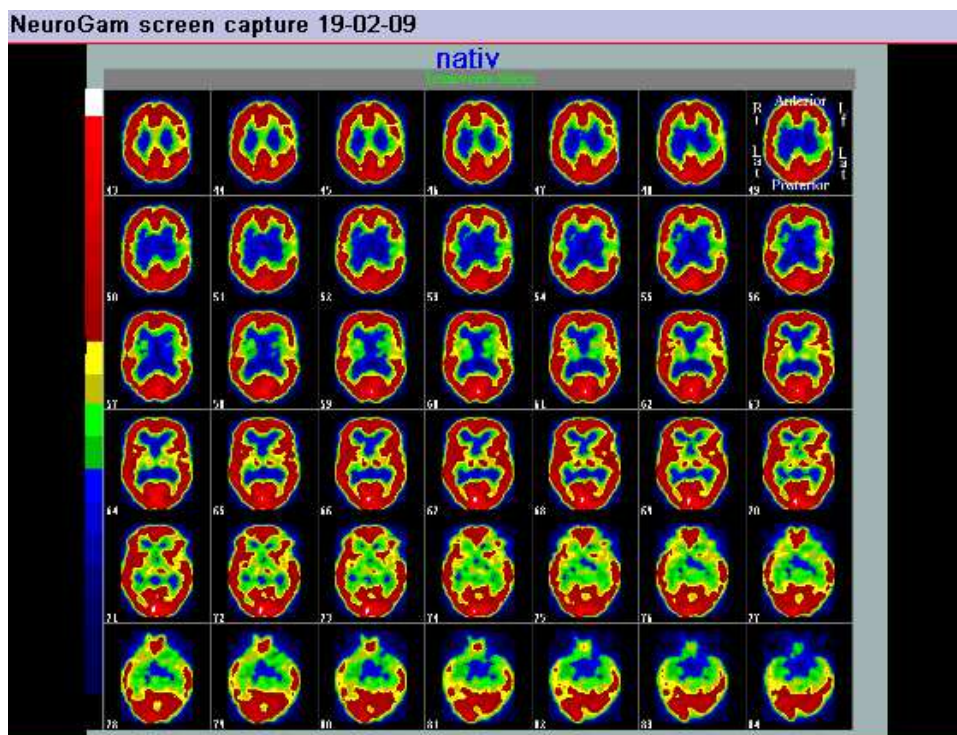 NeuroGam screen capture 19-02-09
nativ
Anterior
Rt Lat
Lf Lat
Posterior
43 44 45 46 47 48 49
50 51 52 53 54 55 56
57 58 59 60 61 62 63
64 65 66 67 68 69 70
71 72 73 74 75 76 77
78 79 80 81 82 83 84